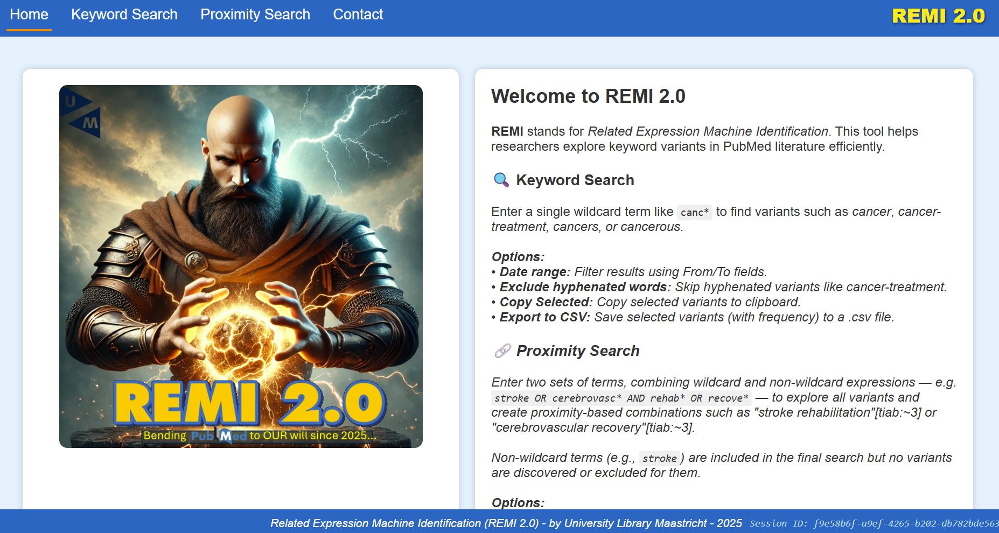 Home Keyword Search Proximity Search Contact REMI 2.0
U
M
REMI 2.0
Bending PubMed to OUR will since 2025...
Welcome to REMI 2.0
REMI stands for Related Expression Machine Identification. This tool helps
researchers explore keyword variants in PubMed literature efficiently.
Keyword Search
Enter a single wildcard term like canc* to find variants such as cancer, cancer-
treatment, cancers, or cancerous.
Options:
• Date range: Filter results using From/To fields.
• Exclude hyphenated words: Skip hyphenated variants like cancer-treatment.
• Copy Selected: Copy selected variants to clipboard.
• Export to CSV: Save selected variants (with frequency) to a .csv file.
Proximity Search
Enter two sets of terms, combining wildcard and non-wildcard expressions — e.g.
stroke OR cerebrovasc* AND rehab* OR recove* — to explore all variants and
create proximity-based combinations such as "stroke rehabilitation"[tiab:~3] or
"cerebrovascular recovery"[tiab:~3].
Non-wildcard terms (e.g., stroke) are included in the final search but no variants
are discovered or excluded for them.
Options:
Related Expression Machine Identification (REMI 2.0) - by University Library Maastricht - 2025 Session ID: f9e58b6f-a9ef-4265-b202-db782bde563